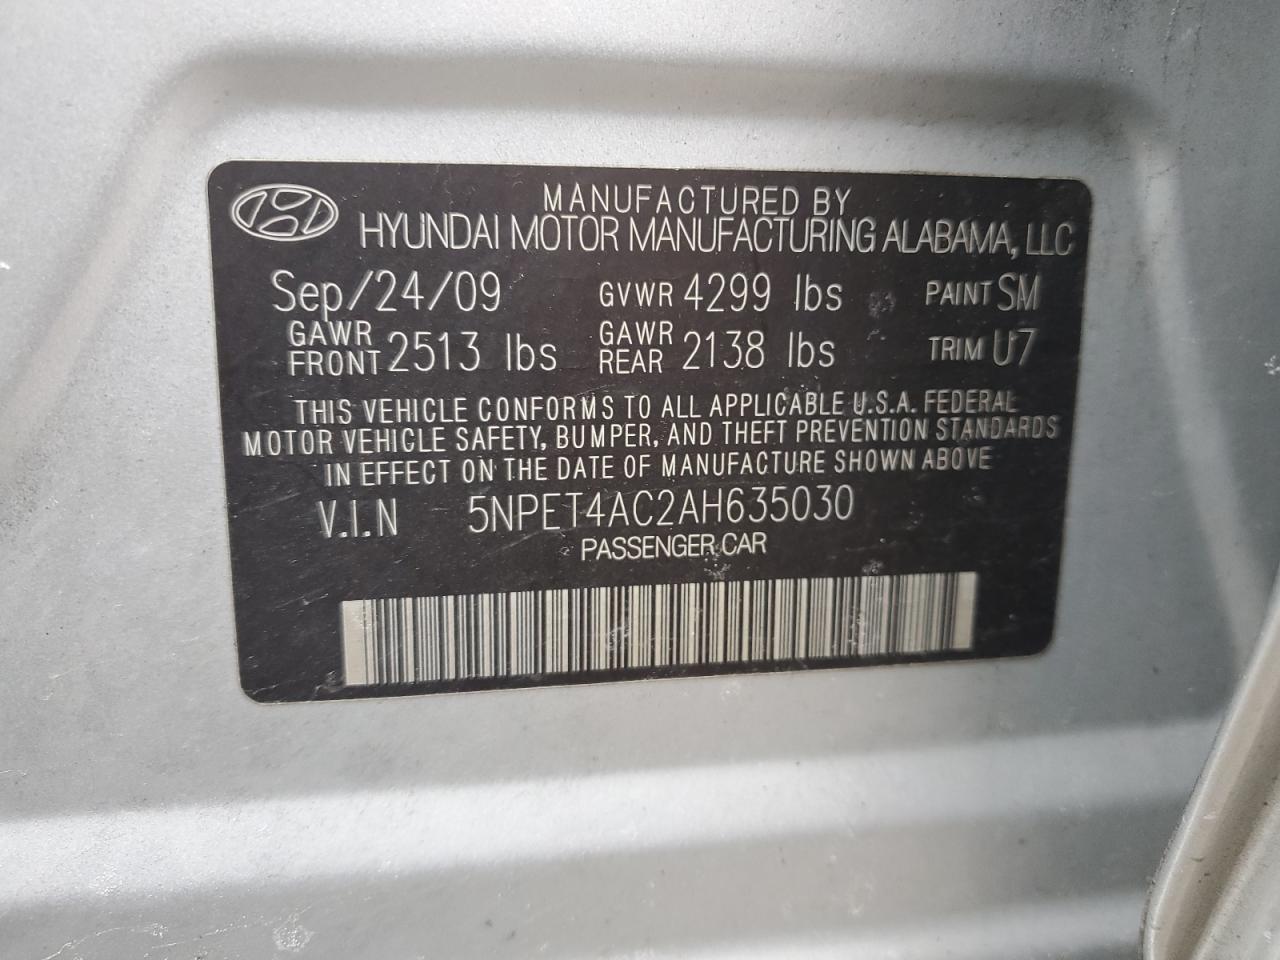 MANUFACTURED BY
HYUNDAI MOTOR MANUFACTURING ALABAMA, LLC
Sep/24/09 GVWR 4299 lbs PAINT SM
GAWR FRONT 2513 lbs GAWR REAR 2138 lbs TRIM U7
THIS VEHICLE CONFORMS TO ALL APPLICABLE U.S.A. FEDERAL
MOTOR VEHICLE SAFETY, BUMPER, AND THEFT PREVENTION STANDARDS
IN EFFECT ON THE DATE OF MANUFACTURE SHOWN ABOVE
V.I.N 5NPET4AC2AH635030
PASSENGER CAR